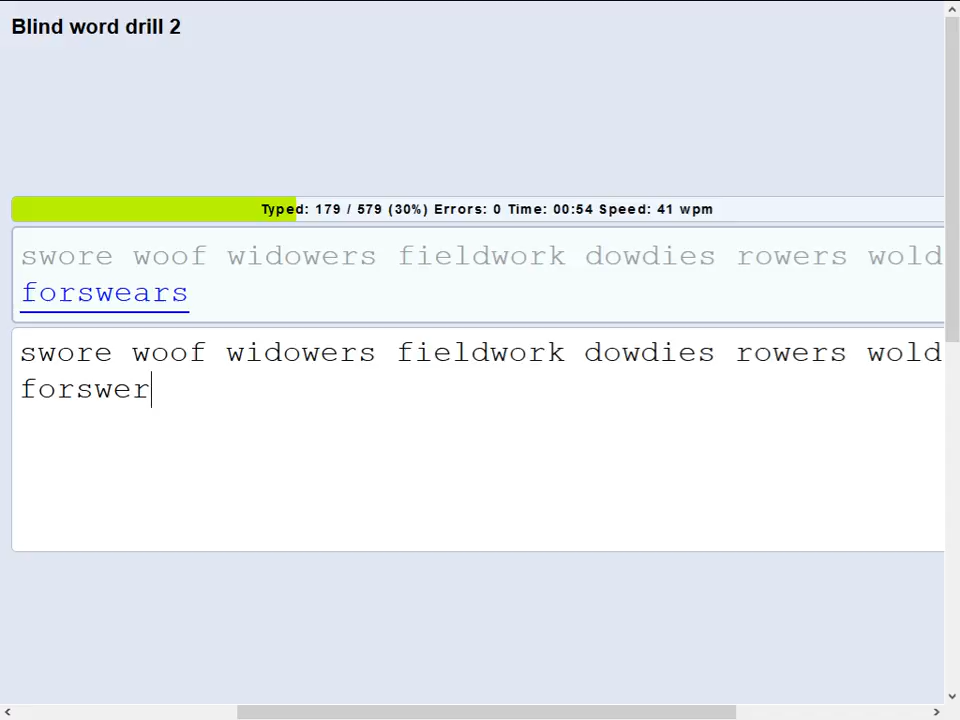 Blind word drill 2
Typed: 179 / 579 (30%) Errors: 0 Time: 00:54 Speed: 41 wpm
swore woof widowers fieldwork dowdies rowers wold
forswears
swore woof widowers fieldwork dowdies rowers wold
forswer